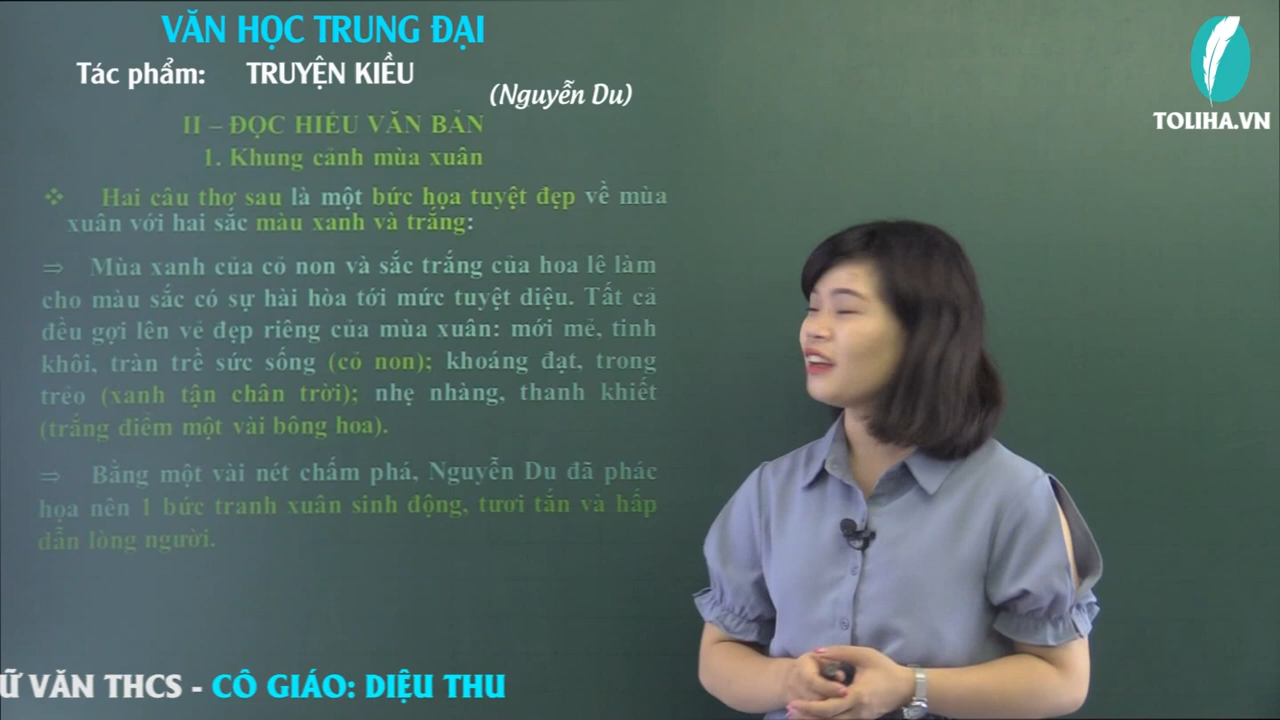 VĂN HỌC TRUNG ĐẠI
Tác phẩm: TRUYỆN KIỀU
(Nguyễn Du)
TOLIHA.VN
II – ĐỌC HIỂU VĂN BẢN
1. Khung cảnh mùa xuân
❖ Hai câu thơ sau là một bức họa tuyệt đẹp về mùa
xuân với hai sắc màu xanh và trắng:
⇒ Mùa xanh của cỏ non và sắc trắng của hoa lê làm
cho màu sắc có sự hài hòa tới mức tuyệt diệu. Tất cả
đều gợi lên vẻ đẹp riêng của mùa xuân: mới mẻ, tinh
khôi, tràn trề sức sống (cỏ non); khoáng đạt, trong
trẻo (xanh tận chân trời); nhẹ nhàng, thanh khiết
(trắng điểm một vài bông hoa).
⇒ Bằng một vài nét chấm phá, Nguyễn Du đã phác
họa nên 1 bức tranh xuân sinh động, tươi tắn và hấp
dẫn lòng người.
Ữ VĂN THCS - CÔ GIÁO: DIỆU THU